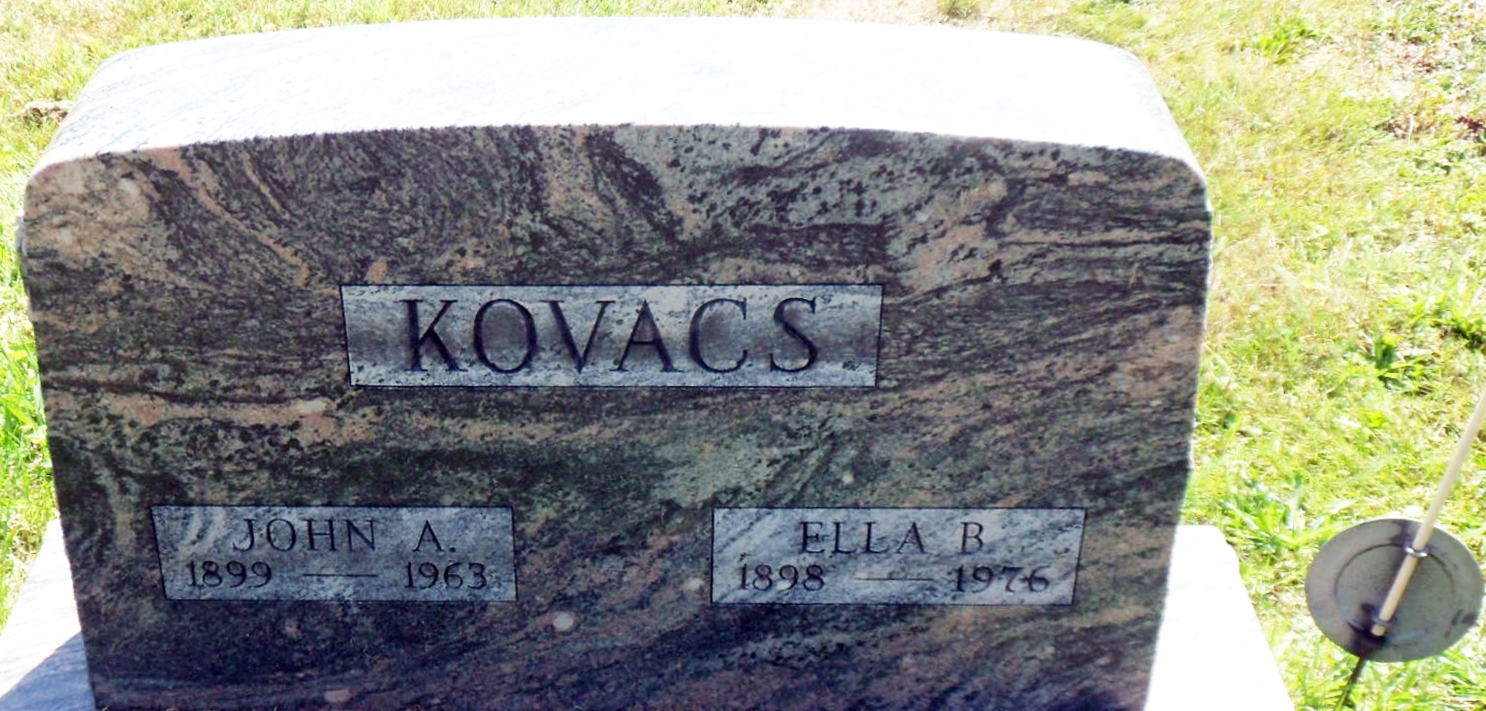 KOVACS
JOHN A.
1899 — 1963
ELLA B.
1898 — 1976